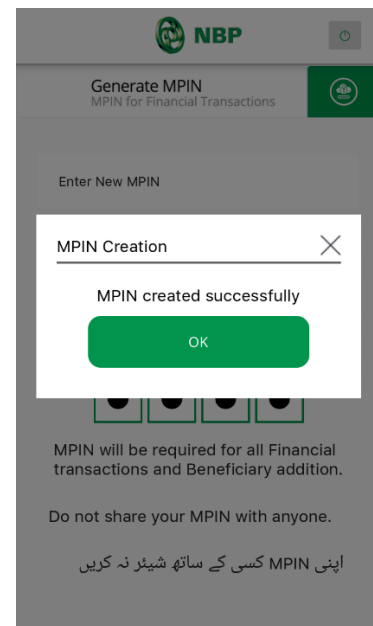 NBP
Generate MPIN
MPIN for Financial Transactions
Enter New MPIN
MPIN Creation
MPIN created successfully
OK
MPIN will be required for all Financial
transactions and Beneficiary addition.
Do not share your MPIN with anyone.
اپنی MPIN کسی کے ساتھ شیئر نہ کریں